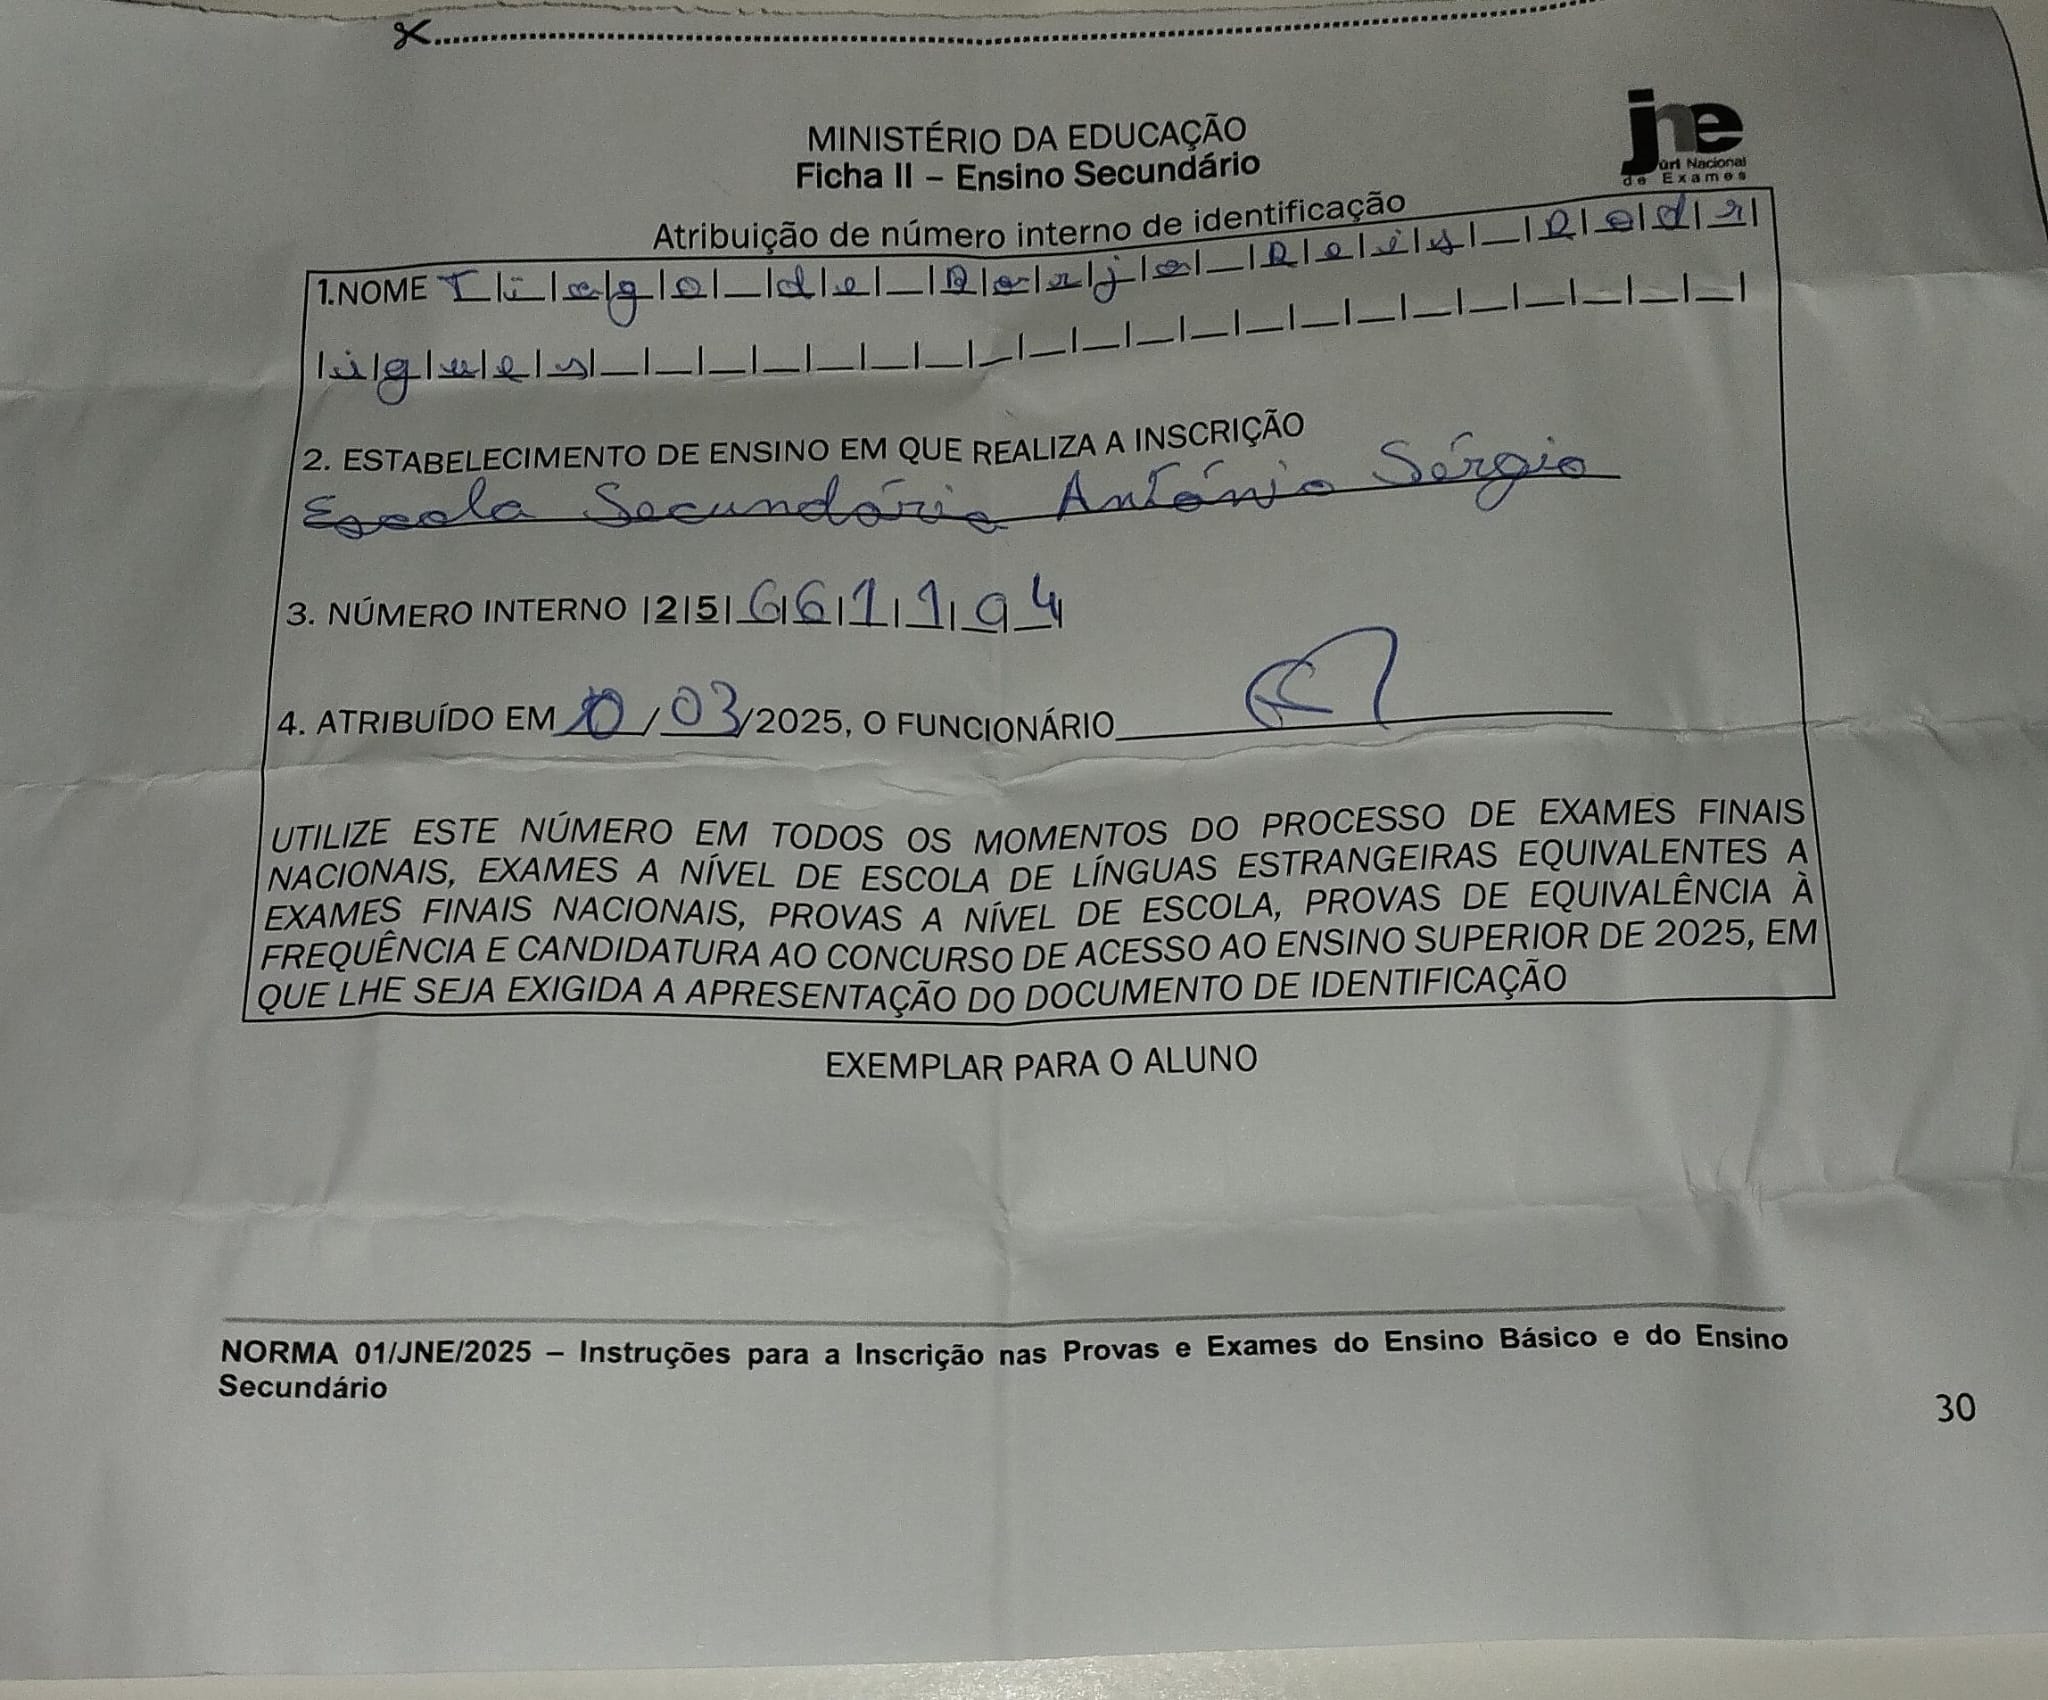 MINISTÉRIO DA EDUCAÇÃO
Ficha II – Ensino Secundário
jne
Júri Nacional
de Exames
Atribuição de número interno de identificação
1.NOME Tiago de Borja Reis Rodr
igues
2. ESTABELECIMENTO DE ENSINO EM QUE REALIZA A INSCRIÇÃO
Escola Secundária António Sérgio
3. NÚMERO INTERNO |2|5|6|6|1|1|9|4|
4. ATRIBUÍDO EM 10/03/2025, O FUNCIONÁRIO
UTILIZE ESTE NÚMERO EM TODOS OS MOMENTOS DO PROCESSO DE EXAMES FINAIS
NACIONAIS, EXAMES A NÍVEL DE ESCOLA DE LÍNGUAS ESTRANGEIRAS EQUIVALENTES A
EXAMES FINAIS NACIONAIS, PROVAS A NÍVEL DE ESCOLA, PROVAS DE EQUIVALÊNCIA À
FREQUÊNCIA E CANDIDATURA AO CONCURSO DE ACESSO AO ENSINO SUPERIOR DE 2025, EM
QUE LHE SEJA EXIGIDA A APRESENTAÇÃO DO DOCUMENTO DE IDENTIFICAÇÃO
EXEMPLAR PARA O ALUNO
NORMA 01/JNE/2025 – Instruções para a Inscrição nas Provas e Exames do Ensino Básico e do Ensino
Secundário
30